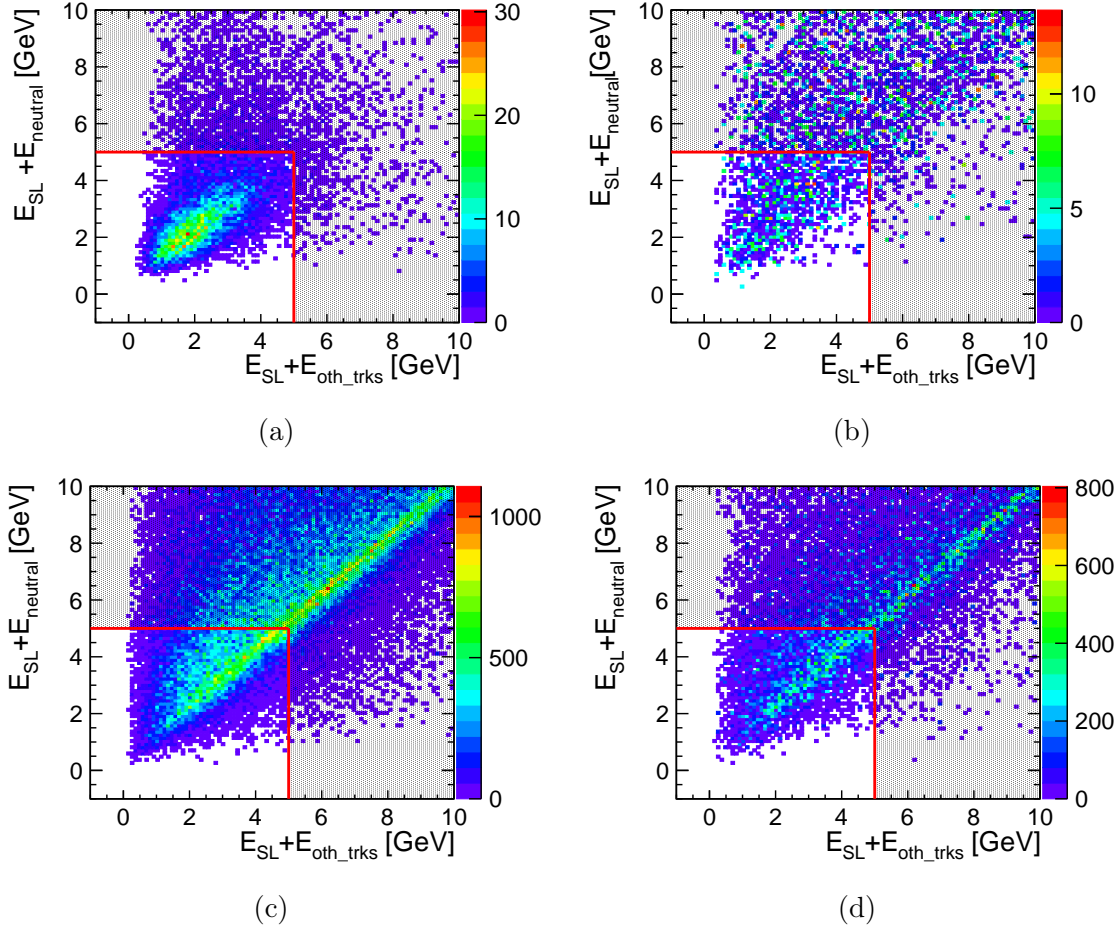 E_SL +E_neutral [GeV]
10
8
6
4
2
0
0 2 4 6 8 10
E_SL+E_oth_trks [GeV]
30
20
10
0
(a)
E_SL +E_neutral[GeV]
10
8
6
4
2
0
0 2 4 6 8 10
E_SL+E_oth_trks [GeV]
10
5
0
(b)
E_SL +E_neutral [GeV]
10
8
6
4
2
0
0 2 4 6 8 10
E_SL+E_oth_trks [GeV]
1000
500
0
(c)
E_SL +E_neutral [GeV]
10
8
6
4
2
0
0 2 4 6 8 10
E_SL+E_oth_trks [GeV]
800
600
400
200
0
(d)